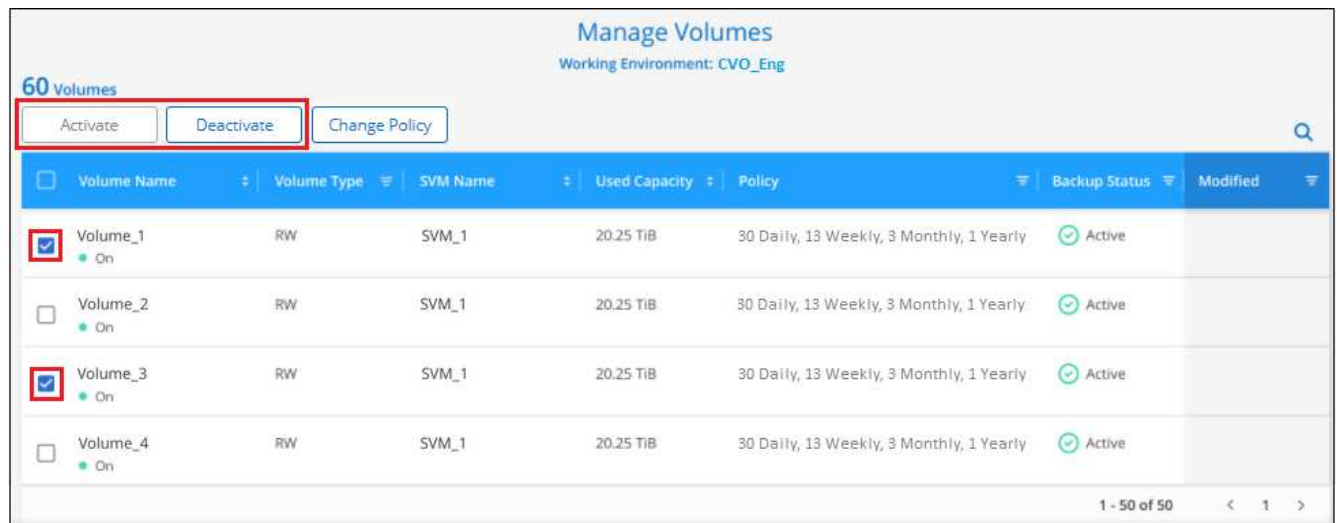 Manage Volumes
Working Environment: CVO_Eng
60 Volumes
Activate Deactivate Change Policy
Volume Name Volume Type SVM Name Used Capacity Policy Backup Status Modified
Volume_1 RW SVM_1 20.25 TiB 30 Daily, 13 Weekly, 3 Monthly, 1 Yearly Active
On
Volume_2 RW SVM_1 20.25 TiB 30 Daily, 13 Weekly, 3 Monthly, 1 Yearly Active
On
Volume_3 RW SVM_1 20.25 TiB 30 Daily, 13 Weekly, 3 Monthly, 1 Yearly Active
On
Volume_4 RW SVM_1 20.25 TiB 30 Daily, 13 Weekly, 3 Monthly, 1 Yearly Active
On
1 - 50 of 50 < 1 >